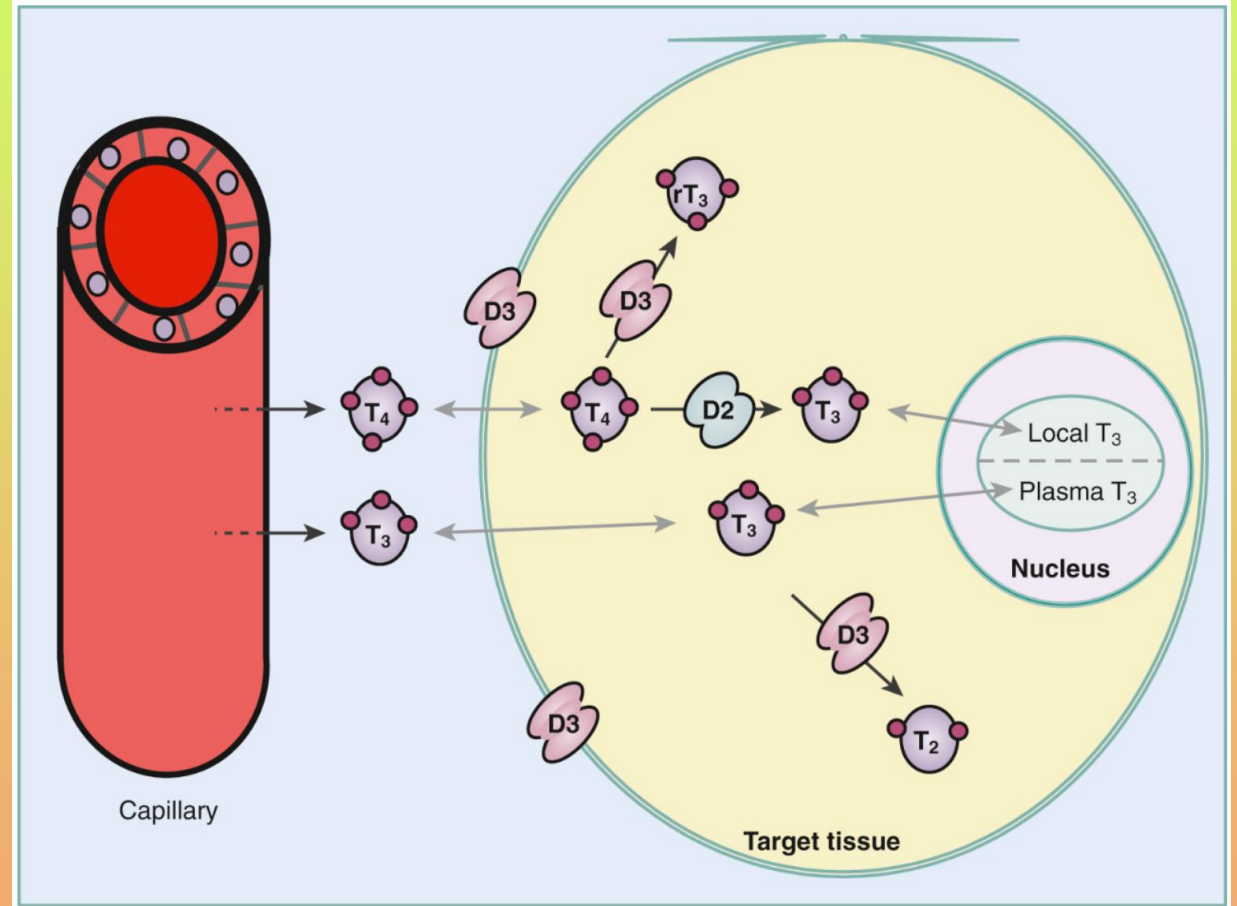 rT₃
D3
D3
T₄
T₄
D2
T₃
Local T₃
Plasma T₃
T₃
T₃
Nucleus
D3
D3
T₂
Capillary
Target tissue